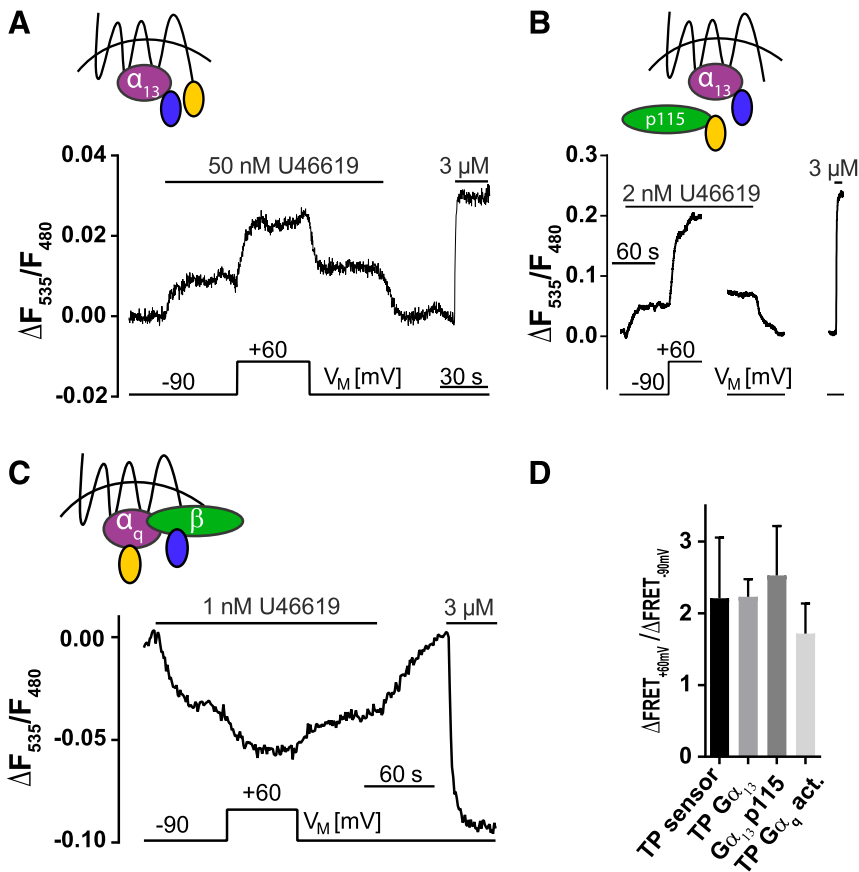 A
α13
50 nM U46619
3 µM
0.04
0.02
0.00
-0.02
ΔF535/F480
-90
+60
VM [mV]
30 s
B
α13
p115
3 µM
2 nM U46619
60 s
0.3
0.2
0.1
0.0
ΔF535/F480
+60
-90
VM [mV]
C
αq
β
1 nM U46619
3 µM
0.00
-0.05
-0.10
ΔF535/F480
60 s
+60
-90
VM [mV]
D
3
2
1
0
ΔFRET+60mV / ΔFRET-90mV
TP sensor
TP Gα13
Gα13 p115
TP Gαq act.